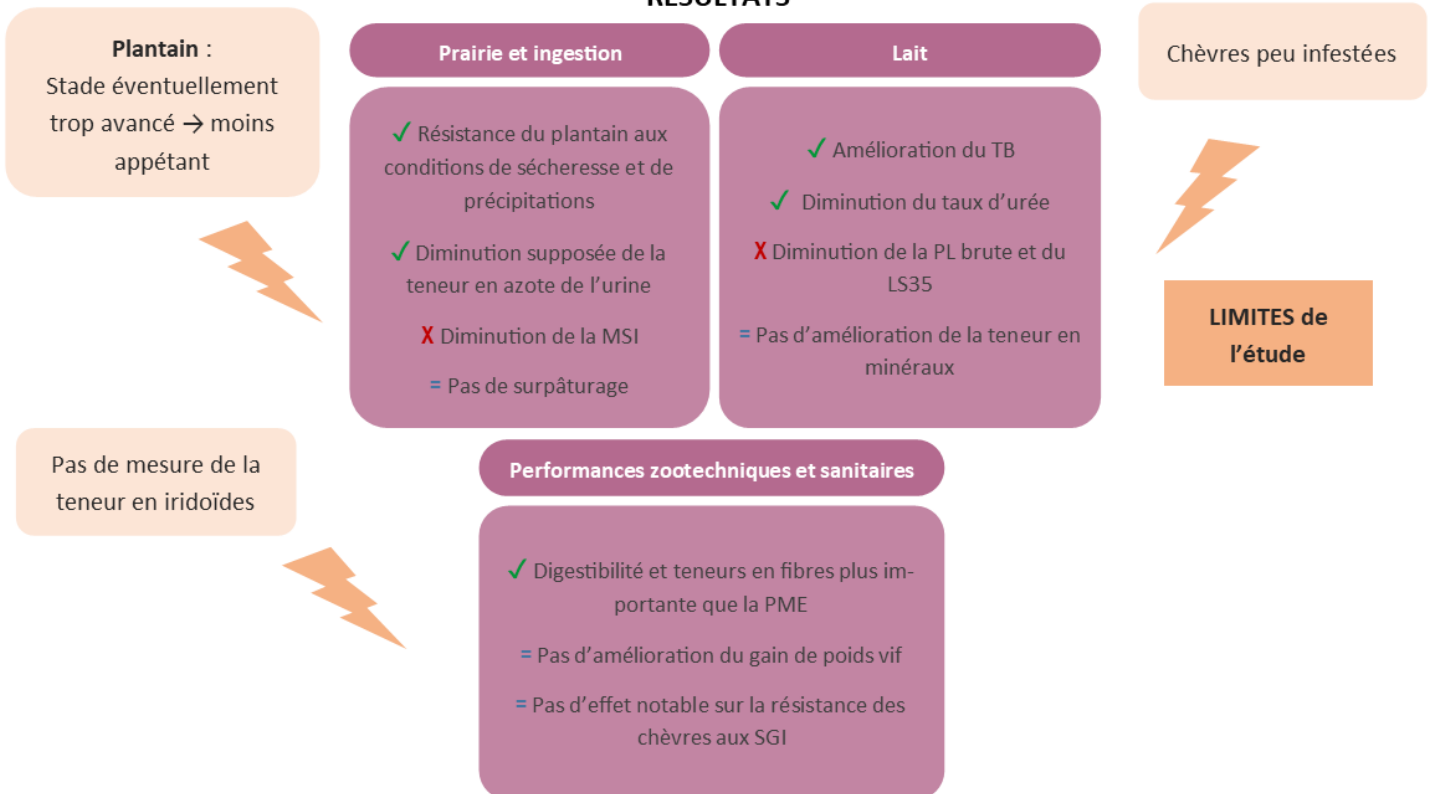 RESULTATS
Plantain :
Stade éventuellement
trop avancé → moins
appétant
Prairie et ingestion
✓ Résistance du plantain aux
conditions de sécheresse et de
précipitations
✓ Diminution supposée de la
teneur en azote de l'urine
X Diminution de la MSI
= Pas de surpâturage
Lait
✓ Amélioration du TB
✓ Diminution du taux d'urée
X Diminution de la PL brute et du
LS35
= Pas d'amélioration de la teneur en
minéraux
Chèvres peu infestées
LIMITES de
l'étude
Pas de mesure de la
teneur en iridoïdes
Performances zootechniques et sanitaires
✓ Digestibilité et teneurs en fibres plus im-
portante que la PME
= Pas d'amélioration du gain de poids vif
= Pas d'effet notable sur la résistance des
chèvres aux SGI